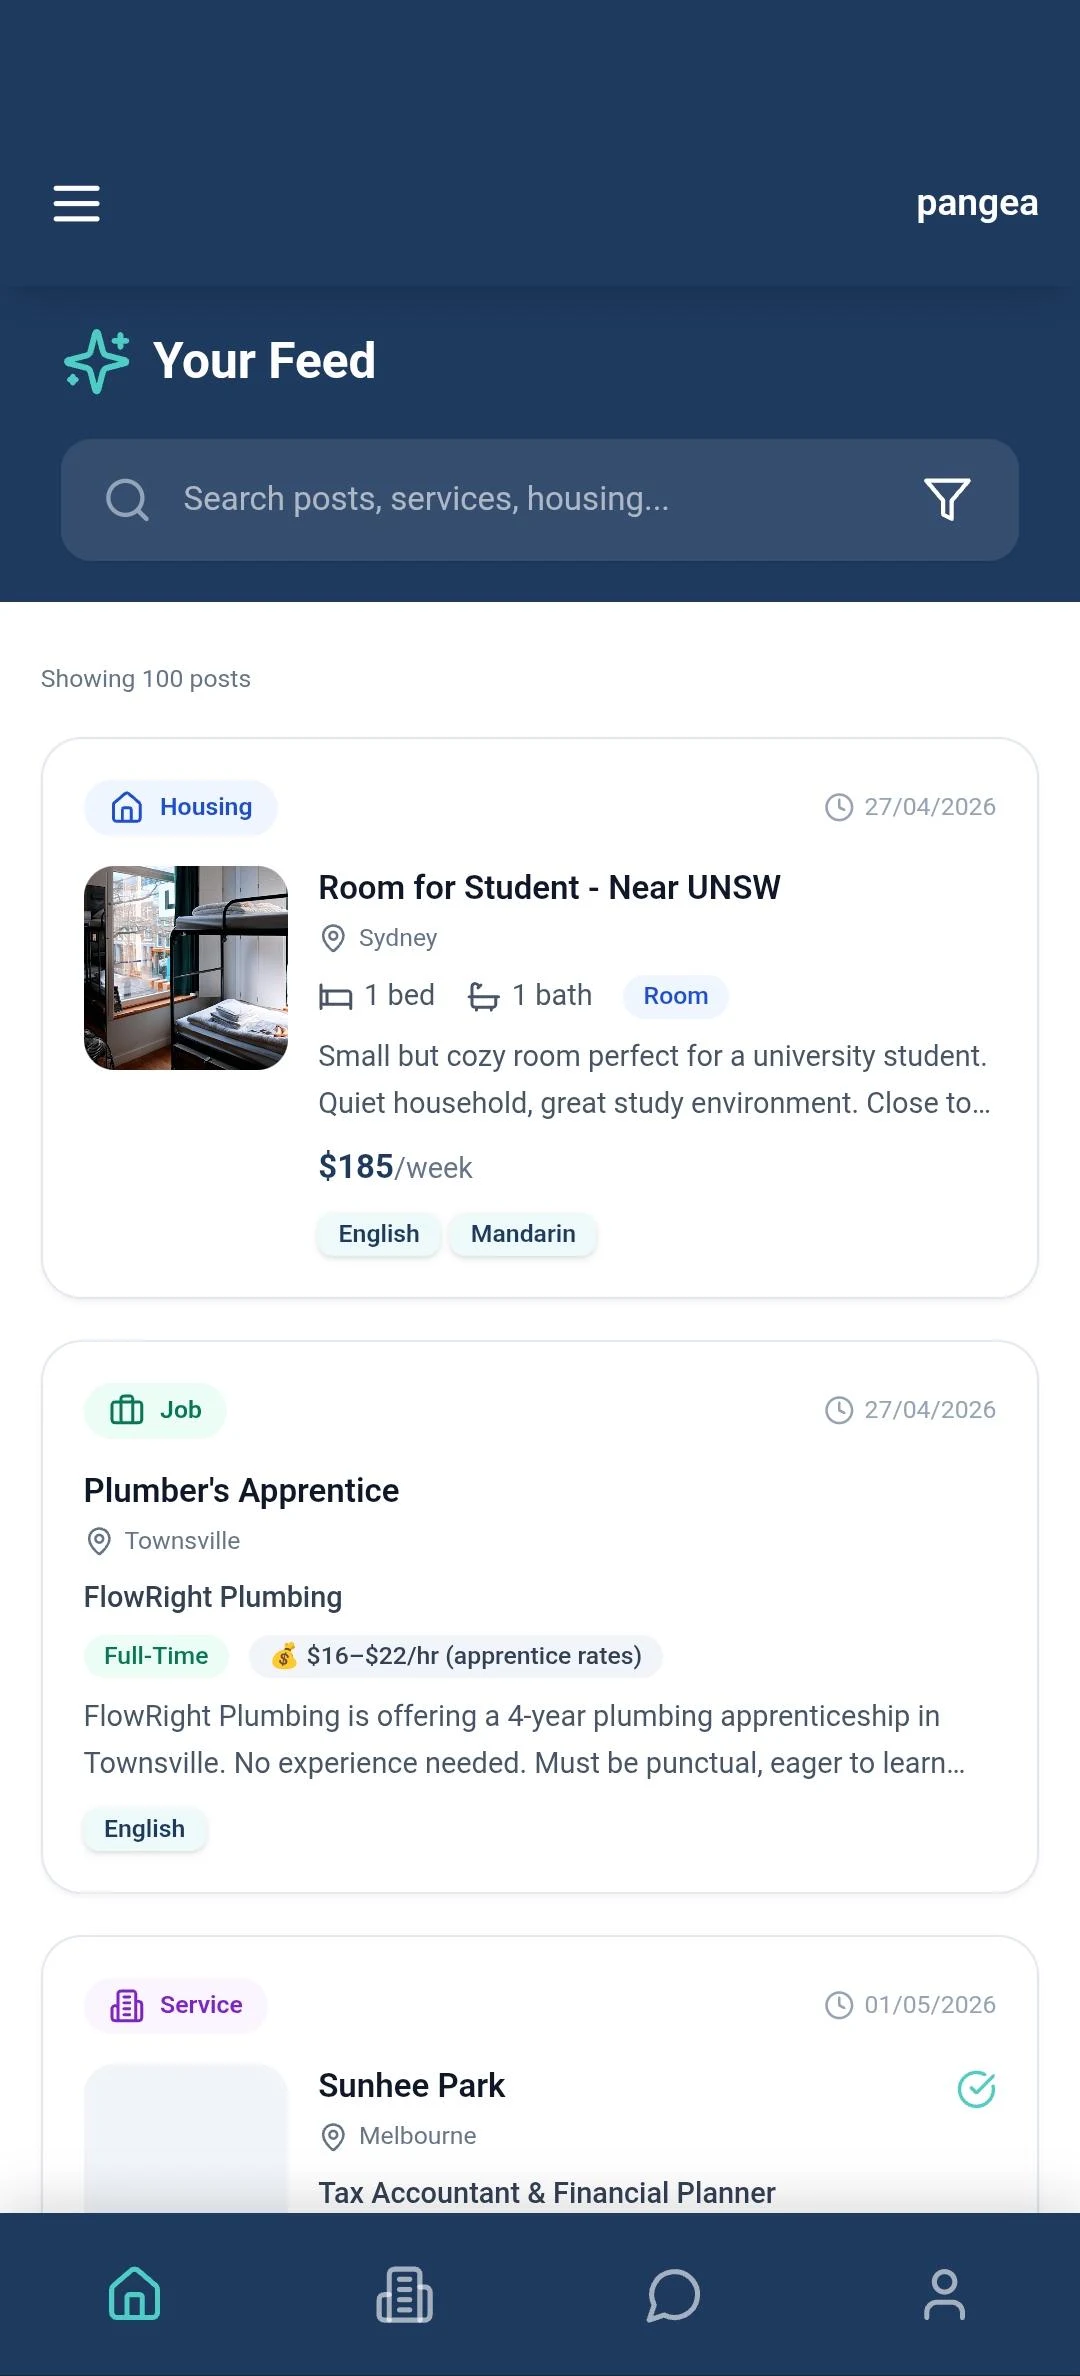 pangea
Your Feed
Search posts, services, housing...
Showing 100 posts
Housing
27/04/2026
Room for Student - Near UNSW
Sydney
1 bed 1 bath Room
Small but cozy room perfect for a university student.
Quiet household, great study environment. Close to...
$185/week
English Mandarin
Job
27/04/2026
Plumber's Apprentice
Townsville
FlowRight Plumbing
Full-Time 💰 $16–$22/hr (apprentice rates)
FlowRight Plumbing is offering a 4-year plumbing apprenticeship in
Townsville. No experience needed. Must be punctual, eager to learn...
English
Service
01/05/2026
Sunhee Park
Melbourne
Tax Accountant & Financial Planner